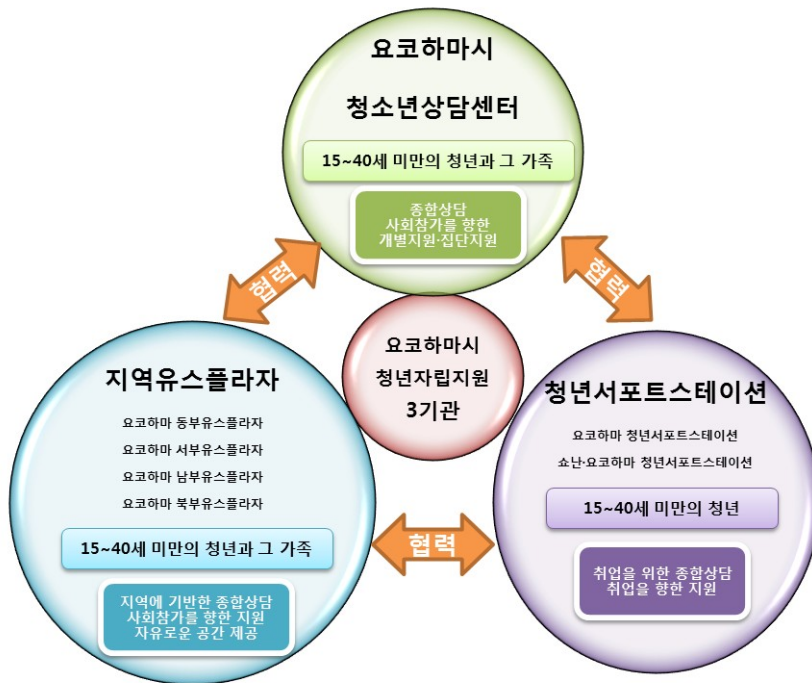 요코하마시
청소년상담센터
15~40세 미만의 청년과 그 가족
종합상담
사회참가를 향한
개별지원·집단지원
협력
협력
요코하마시
청년자립지원
3기관
지역유스플라자
요코하마 동부유스플라자
요코하마 서부유스플라자
요코하마 남부유스플라자
요코하마 북부유스플라자
15~40세 미만의 청년과 그 가족
지역에 기반한 종합상담
사회참가를 향한 지원
자유로운 공간 제공
협력
청년서포트스테이션
요코하마 청년서포트스테이션
쇼난·요코하마 청년서포트스테이션
15~40세 미만의 청년
취업을 위한 종합상담
취업을 향한 지원